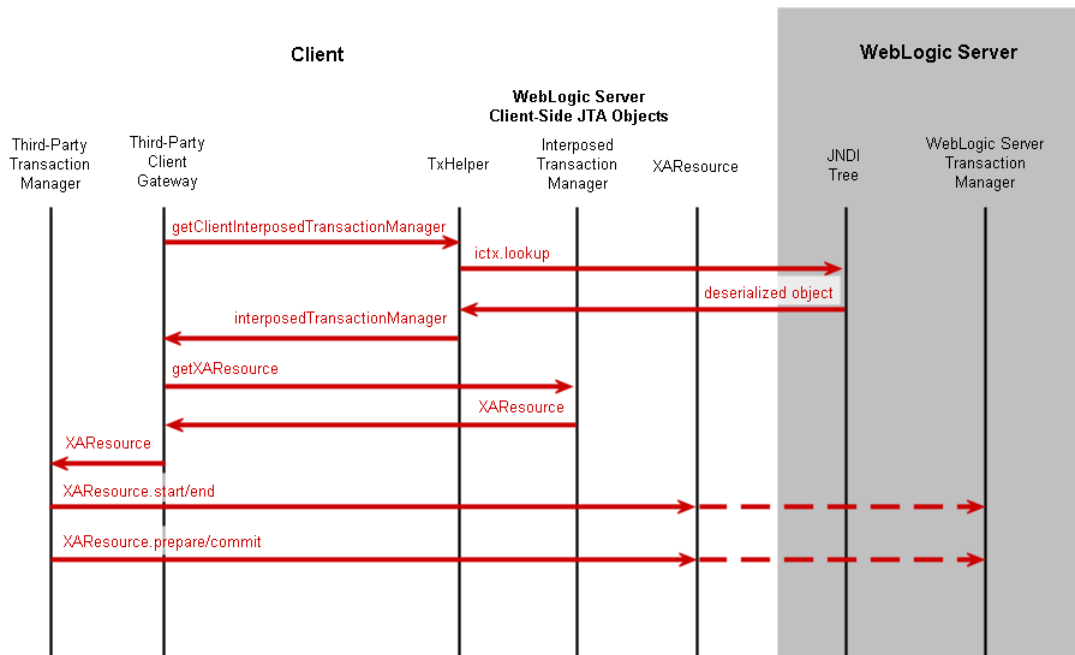 Client
WebLogic Server
WebLogic Server
Client-Side JTA Objects
Third-Party
Transaction
Manager
Third-Party
Client
Gateway
TxHelper
Interposed
Transaction
Manager
XAResource
JNDI
Tree
WebLogic Server
Transaction
Manager
getClientInterposedTransactionManager
ictx.lookup
deserialized object
interposedTransactionManager
getXAResource
XAResource
XAResource
XAResource.start/end
XAResource.prepare/commit